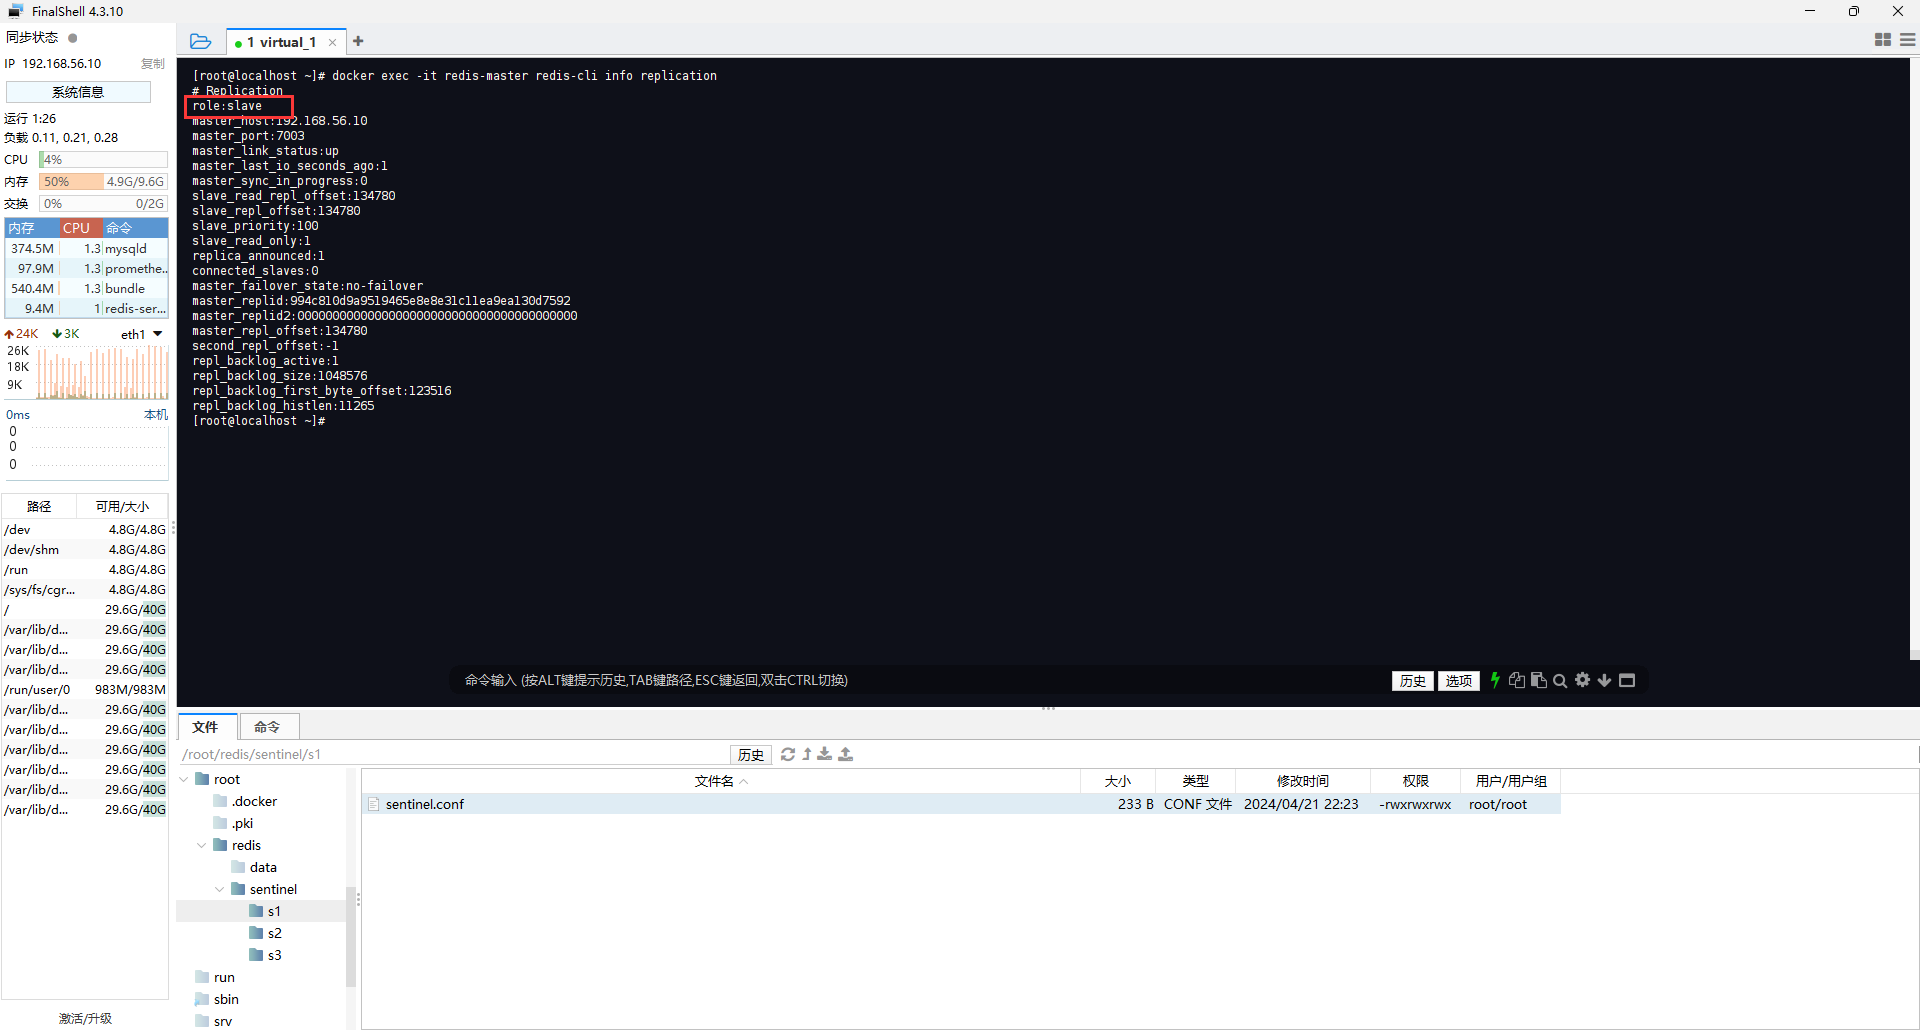 FinalShell 4.3.10
同步状态
IP 192.168.56.10 复制
系统信息
运行 1:26
负载 0.11, 0.21, 0.28
CPU 4%
内存 50% 4.9G/9.6G
交换 0% 0/2G
内存 CPU 命令
374.5M 1.3 mysqld
97.9M 1.3 promethe..
540.4M 1.3 bundle
9.4M 1 redis-ser...
24K 3K eth1
26K
18K
9K
0ms 本机
0
0
0
路径 可用/大小
/dev 4.8G/4.8G
/dev/shm 4.8G/4.8G
/run 4.8G/4.8G
/sys/fs/cgr... 4.8G/4.8G
/ 29.6G/40G
/var/lib/d... 29.6G/40G
/var/lib/d... 29.6G/40G
/var/lib/d... 29.6G/40G
/run/user/0 983M/983M
/var/lib/d... 29.6G/40G
/var/lib/d... 29.6G/40G
/var/lib/d... 29.6G/40G
/var/lib/d... 29.6G/40G
/var/lib/d... 29.6G/40G
/var/lib/d... 29.6G/40G
激活/升级
1 virtual_1
[root@localhost ~]# docker exec -it redis-master redis-cli info replication
# Replication
role:slave
master_host:192.168.56.10
master_port:7003
master_link_status:up
master_last_io_seconds_ago:1
master_sync_in_progress:0
slave_read_repl_offset:134780
slave_repl_offset:134780
slave_priority:100
slave_read_only:1
replica_announced:1
connected_slaves:0
master_failover_state:no-failover
master_replid:994c810d9a9519465e8e8e31c11ea9ea130d7592
master_replid2:0000000000000000000000000000000000000000
master_repl_offset:134780
second_repl_offset:-1
repl_backlog_active:1
repl_backlog_size:1048576
repl_backlog_first_byte_offset:123516
repl_backlog_histlen:11265
[root@localhost ~]#
命令输入 (按ALT键提示历史,TAB键路径,ESC键返回,双击CTRL切换) 历史 选项
文件 命令
/root/redis/sentinel/s1 历史
root
.docker
.pki
redis
data
sentinel
s1
s2
s3
run
sbin
srv
文件名 大小 类型 修改时间 权限 用户/用户组
sentinel.conf 233 B CONF 文件 2024/04/21 22:23 -rwxrwxrwx root/root